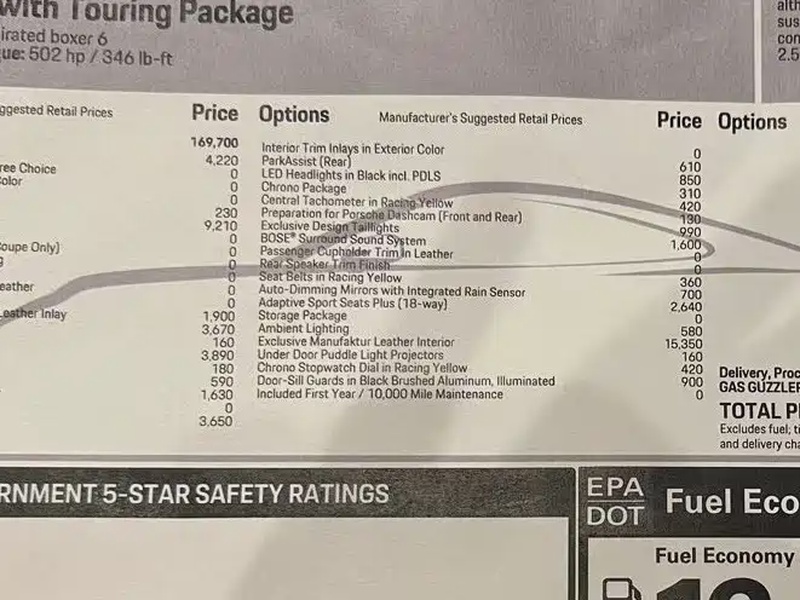 with Touring Package
irated boxer 6
ue: 502 hp / 346 lb-ft
alth
sus
con
2.5
ggested Retail Prices
ree Choice
olor
oupe Only)
g
eather
Leather Inlay
Price
169,700
4,220
0
0
0
230
9,210
0
0
0
0
0
0
1,900
3,670
160
3,890
180
590
1,630
0
3,650
Options Manufacturer's Suggested Retail Prices Price
Interior Trim Inlays in Exterior Color 0
ParkAssist (Rear) 610
LED Headlights in Black incl. PDLS 850
Chrono Package 310
Central Tachometer in Racing Yellow 420
Preparation for Porsche Dashcam (Front and Rear) 130
Exclusive Design Taillights 990
BOSE® Surround Sound System 1,600
Passenger Cupholder Trim in Leather 0
Rear Speaker Trim Finish 0
Seat Belts in Racing Yellow 360
Auto-Dimming Mirrors with Integrated Rain Sensor 700
Adaptive Sport Seats Plus (18-way) 2,640
Storage Package 0
Ambient Lighting 580
Exclusive Manufaktur Leather Interior 15,350
Under Door Puddle Light Projectors 160
Chrono Stopwatch Dial in Racing Yellow 420
Door-Sill Guards in Black Brushed Aluminum, Illuminated 900
Included First Year / 10,000 Mile Maintenance 0
Options
Delivery, Proc
GAS GUZZLER
TOTAL P
Excludes fuel; ti
and delivery cha
RNMENT 5-STAR SAFETY RATINGS
EPA
DOT
Fuel Eco
Fuel Economy